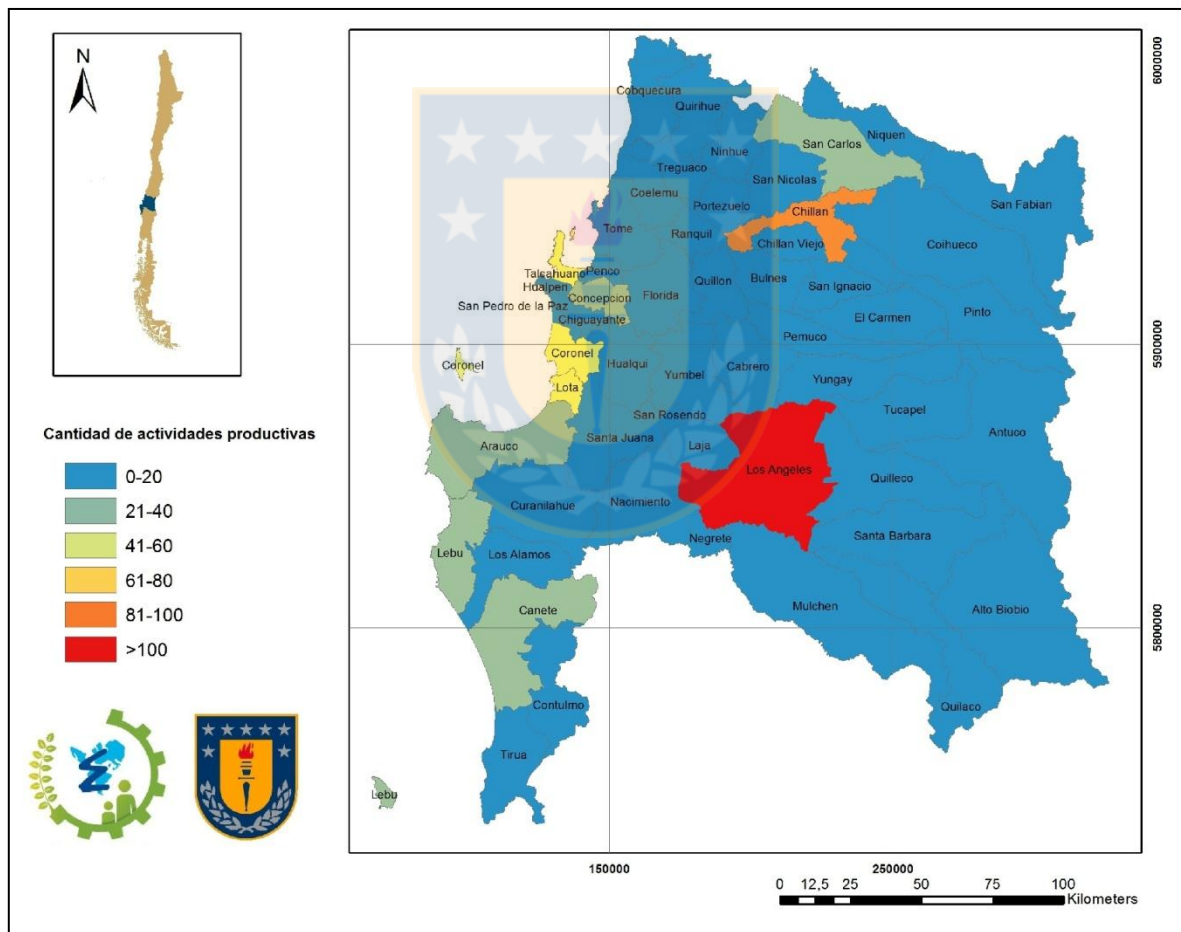 N
Cantidad de actividades productivas
0-20
21-40
41-60
61-80
81-100
>100
Cobquecura
Quirihue
Niquen
San Carlos
Ninhue
Treguaco
San Nicolas
Coelemu
San Fabian
Portezuelo
Chillan
Tome
Ranquil
Chillan Viejo
Coihueco
Talcahuano
Penco
Hualpen
Quillon
Bulnes
San Ignacio
Concepcion
Florida
San Pedro de la Paz
Pinto
Chiguayante
El Carmen
Pemuco
Coronel
Coronel
Hualqui
Cabrero
Yumbel
Yungay
Lota
Tucapel
San Rosendo
Antuco
Santa Juana
Arauco
Laja
Los Angeles
Quilleco
Nacimiento
Curanilahue
Santa Barbara
Negrete
Lebu
Los Alamos
Canete
Mulchen
Alto Biobio
Contulmo
Quilaco
Tirua
Lebu
6000000
5900000
5800000
150000
250000
0 12,5 25 50 75 100
Kilometers